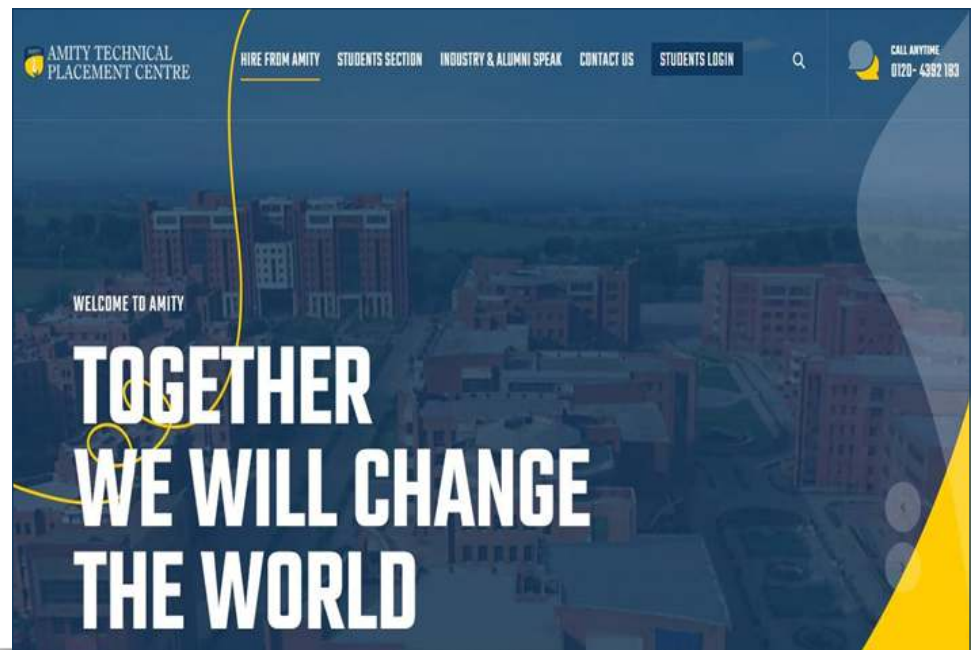 AMITY TECHNICAL
PLACEMENT CENTRE
HIRE FROM AMITY
STUDENTS SECTION
INDUSTRY & ALUMNI SPEAK
CONTACT US
STUDENTS LOGIN
CALL ANYTIME
0120- 4392 183
WELCOME TO AMITY
TOGETHER
WE WILL CHANGE
THE WORLD